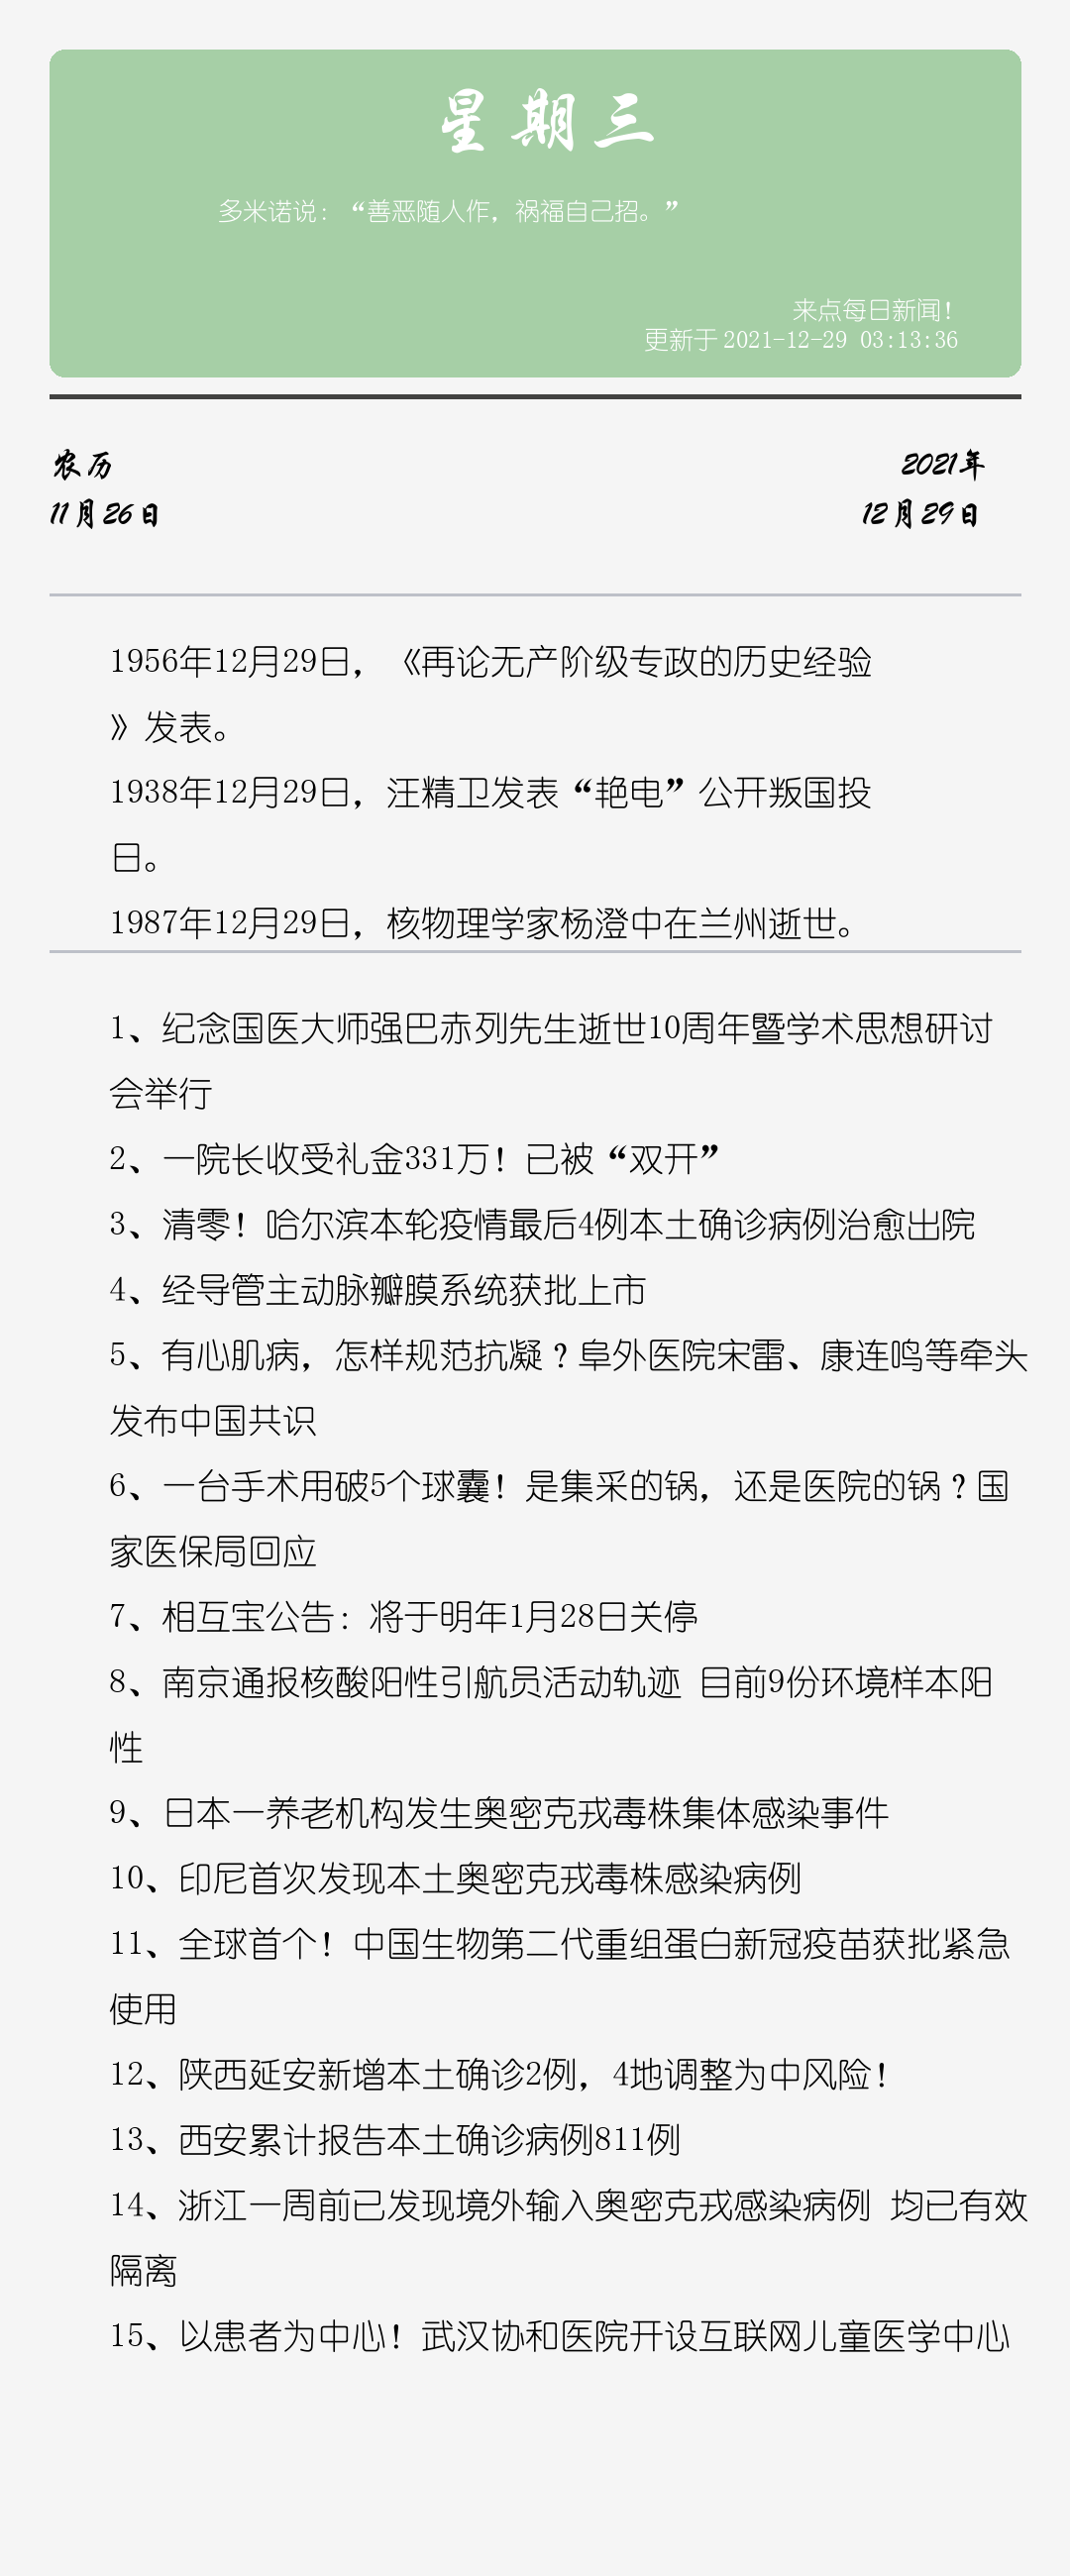 星期三
多米诺说：“善恶随人作，祸福自己招。”
来点每日新闻！
更新于 2021-12-29 03:13:36
农历
2021年
11月26日
12月29日
1956年12月29日，《再论无产阶级专政的历史经验
》发表。
1938年12月29日，汪精卫发表“艳电”公开叛国投
日。
1987年12月29日，核物理学家杨澄中在兰州逝世。
1、纪念国医大师强巴赤列先生逝世10周年暨学术思想研讨
会举行
2、一院长收受礼金331万！已被“双开”
3、清零！哈尔滨本轮疫情最后4例本土确诊病例治愈出院
4、经导管主动脉瓣膜系统获批上市
5、有心肌病，怎样规范抗凝？阜外医院宋雷、康连鸣等牵头
发布中国共识
6、一台手术用破5个球囊！是集采的锅，还是医院的锅？国
家医保局回应
7、相互宝公告：将于明年1月28日关停
8、南京通报核酸阳性引航员活动轨迹 目前9份环境样本阳
性
9、日本一养老机构发生奥密克戎毒株集体感染事件
10、印尼首次发现本土奥密克戎毒株感染病例
11、全球首个！中国生物第二代重组蛋白新冠疫苗获批紧急
使用
12、陕西延安新增本土确诊2例，4地调整为中风险！
13、西安累计报告本土确诊病例811例
14、浙江一周前已发现境外输入奥密克戎感染病例 均已有效
隔离
15、以患者为中心！武汉协和医院开设互联网儿童医学中心